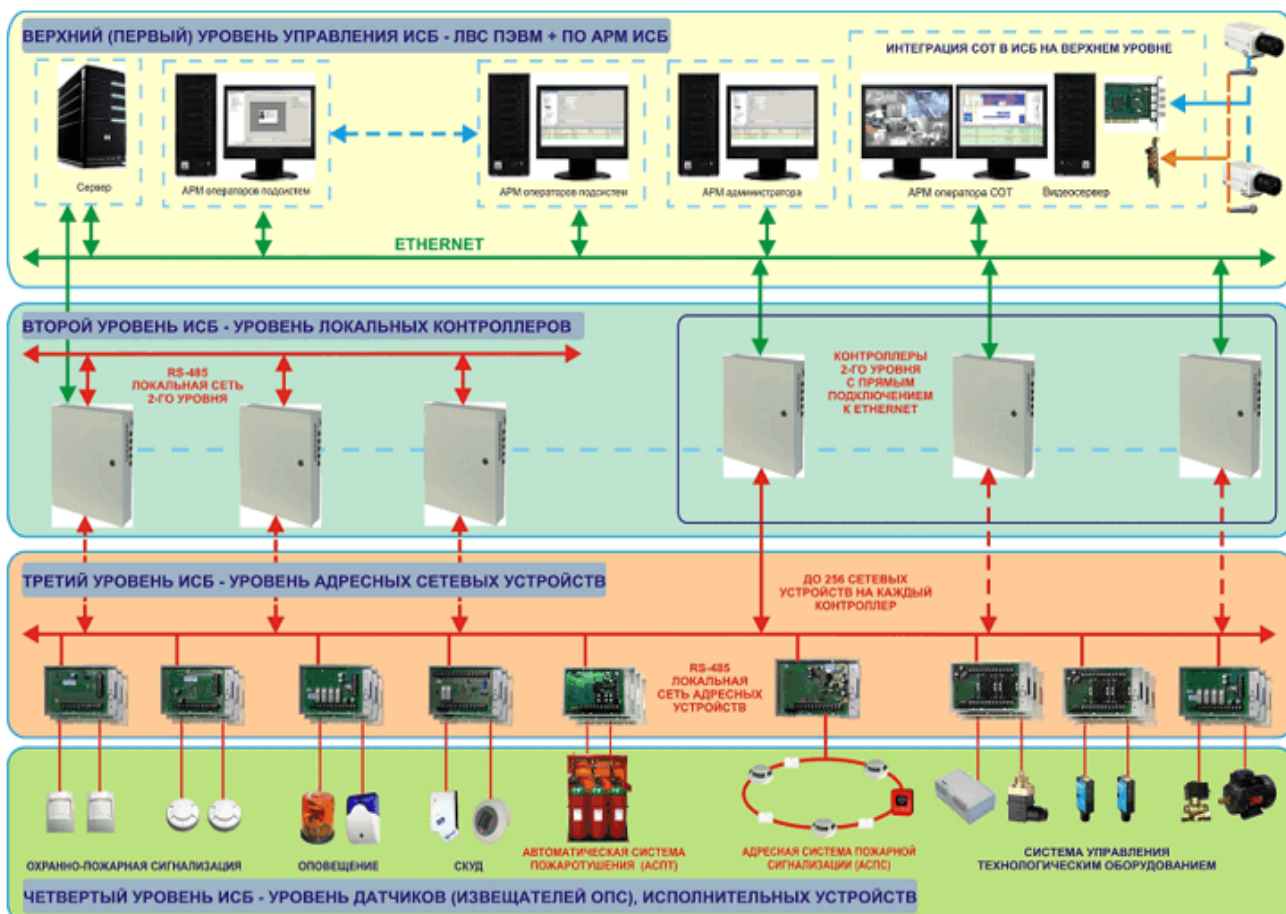 ВЕРХНИЙ (ПЕРВЫЙ) УРОВЕНЬ УПРАВЛЕНИЯ ИСБ - ЛВС ПЭВМ + ПО АРМ ИСБ
ИНТЕГРАЦИЯ СОТ В ИСБ НА ВЕРХНЕМ УРОВНЕ
Сервер
АРМ операторов подсистем
АРМ операторов подсистем
АРМ администратора
АРМ оператора СОТ
Видеосервер
ETHERNET
ВТОРОЙ УРОВЕНЬ ИСБ - УРОВЕНЬ ЛОКАЛЬНЫХ КОНТРОЛЛЕРОВ
RS-485
ЛОКАЛЬНАЯ СЕТЬ
2-ГО УРОВНЯ
КОНТРОЛЛЕРЫ
2-ГО УРОВНЯ
С ПРЯМЫМ
ПОДКЛЮЧЕНИЕМ
К ETHERNET
ТРЕТИЙ УРОВЕНЬ ИСБ - УРОВЕНЬ АДРЕСНЫХ СЕТЕВЫХ УСТРОЙСТВ
ДО 256 СЕТЕВЫХ
УСТРОЙСТВ НА КАЖДЫЙ
КОНТРОЛЛЕР
RS-485
ЛОКАЛЬНАЯ
СЕТЬ АДРЕСНЫХ
УСТРОЙСТВ
ОХРАННО-ПОЖАРНАЯ СИГНАЛИЗАЦИЯ
ОПОВЕЩЕНИЕ
СКУД
АВТОМАТИЧЕСКАЯ СИСТЕМА
ПОЖАРОТУШЕНИЯ (АСПТ)
АДРЕСНАЯ СИСТЕМА ПОЖАРНОЙ
СИГНАЛИЗАЦИИ (АСПС)
СИСТЕМА УПРАВЛЕНИЯ
ТЕХНОЛОГИЧЕСКИМ ОБОРУДОВАНИЕМ
ЧЕТВЕРТЫЙ УРОВЕНЬ ИСБ - УРОВЕНЬ ДАТЧИКОВ (ИЗВЕЩАТЕЛЕЙ ОПС), ИСПОЛНИТЕЛЬНЫХ УСТРОЙСТВ